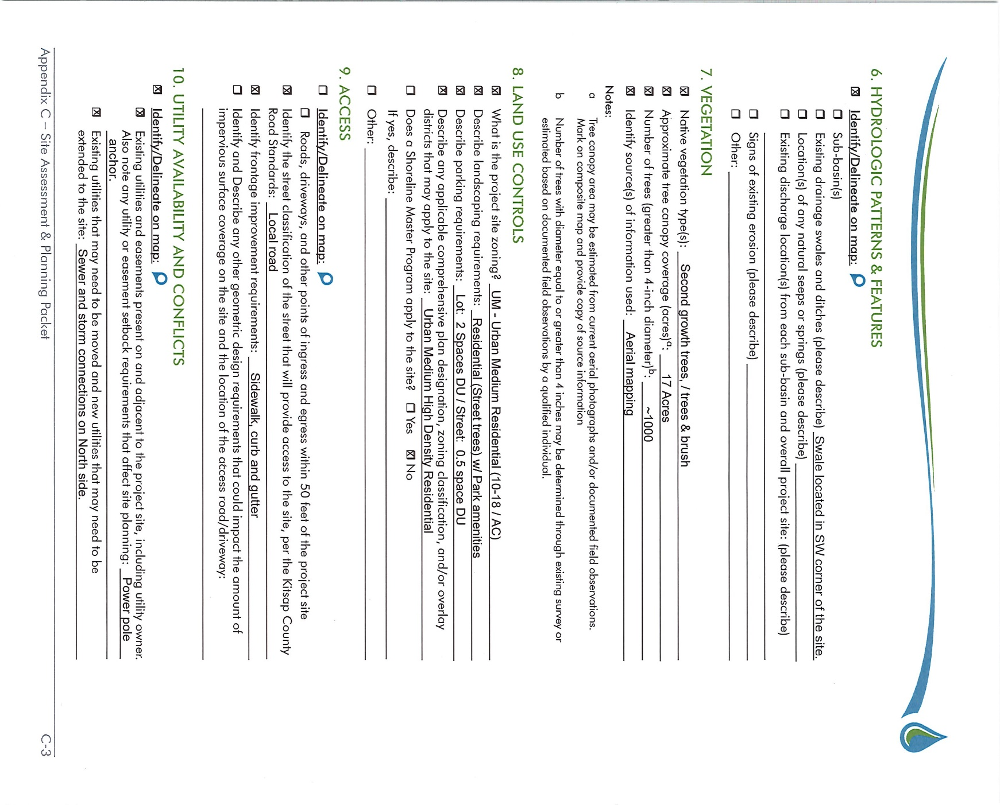 6. HYDROLOGIC PATTERNS & FEATURES
☒ Identify/Delineate on map:
☐ Sub-basin(s)
☐ Existing drainage swales and ditches (please describe) Swale located in SW corner of the site.
☐ Location(s) of any natural seeps or springs (please describe)
☐ Existing discharge location(s) from each sub-basin and overall project site: (please describe)
☐ Signs of existing erosion (please describe)
☐ Other:
7. VEGETATION
☒ Native vegetation type(s): Second growth trees, / trees & brush
☒ Approximate tree canopy coverage (acres)ᵃ: 17 Acres
☒ Number of trees (greater than 4-inch diameter)ᵇ: ~1000
☒ Identify source(s) of information used: Aerial mapping
Notes:
a Tree canopy area may be estimated from current aerial photographs and/or documented field observations.
Mark on composite map and provide copy of source information
b Number of trees with diameter equal to or greater than 4 inches may be determined through existing survey or
estimated based on documented field observations by a qualified individual.
8. LAND USE CONTROLS
☒ What is the project site zoning? UM - Urban Medium Residential (10-18 / AC)
☒ Describe landscaping requirements: Residential (Street trees) w/ Park amenities
☒ Describe parking requirements: Lot: 2 Spaces DU / Street: 0.5 space DU
☒ Describe any applicable comprehensive plan designation, zoning classification, and/or overlay
districts that may apply to the site: Urban Medium High Density Residential
☐ Does a Shoreline Master Program apply to the site? ☐ Yes ☒ No
If yes, describe:
☐ Other:
9. ACCESS
☐ Identify/Delineate on map:
☐ Roads, driveways, and other points of ingress and egress within 50 feet of the project site
☒ Identify the street classification of the street that will provide access to the site, per the Kitsap County
Road Standards: Local road
☒ Identify frontage improvement requirements: Sidewalk, curb and gutter
☐ Identify and Describe any other geometric design requirements that could impact the amount of
impervious surface coverage on the site and the location of the access road/driveway:
10. UTILITY AVAILABILITY AND CONFLICTS
☒ Identify/Delineate on map:
☒ Existing utilities and easements present on and adjacent to the project site, including utility owner.
Also note any utility or easement setback requirements that affect site planning: Power pole
anchor.
☒ Existing utilities that may need to be moved and new utilities that may need to be
extended to the site: Sewer and storm connections on North side.
Appendix C – Site Assessment & Planning Packet C-3